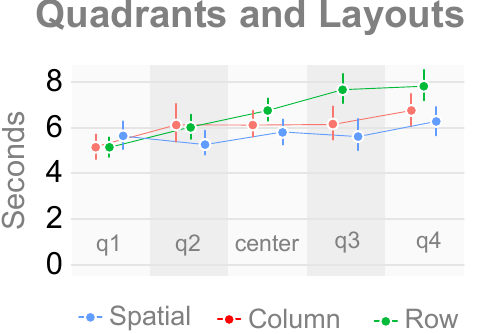 Quadrants and Layouts
8
6
4
2
0
Seconds
q1 q2 center q3 q4
Spatial Column Row